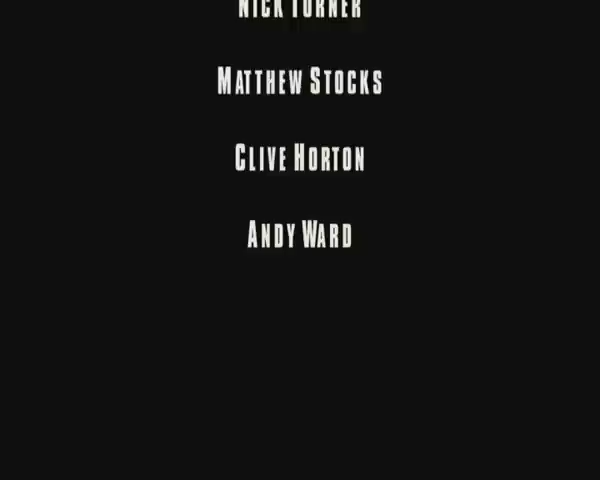 NICK TURNER
MATTHEW STOCKS
CLIVE HORTON
ANDY WARD